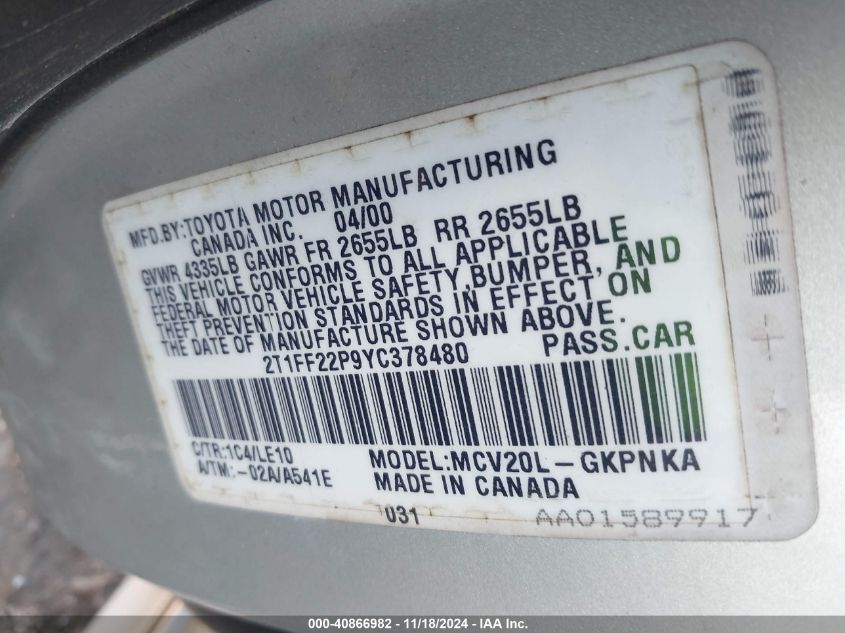 MFD.BY:TOYOTA MOTOR MANUFACTURING
CANADA INC. 04/00
GVWR 4335LB GAWR FR 2655LB RR 2655LB
THIS VEHICLE CONFORMS TO ALL APPLICABLE
FEDERAL MOTOR VEHICLE SAFETY,BUMPER, AND
THEFT PREVENTION STANDARDS IN EFFECT ON
THE DATE OF MANUFACTURE SHOWN ABOVE.
2T1FF22P9YC378480 PASS.CAR
C/TR:1C4/LE10 MODEL:MCV20L-GKPNKA
A/TM:-02A/A541E MADE IN CANADA
031 AA01589917
000-40866982 - 11/18/2024 - IAA Inc.